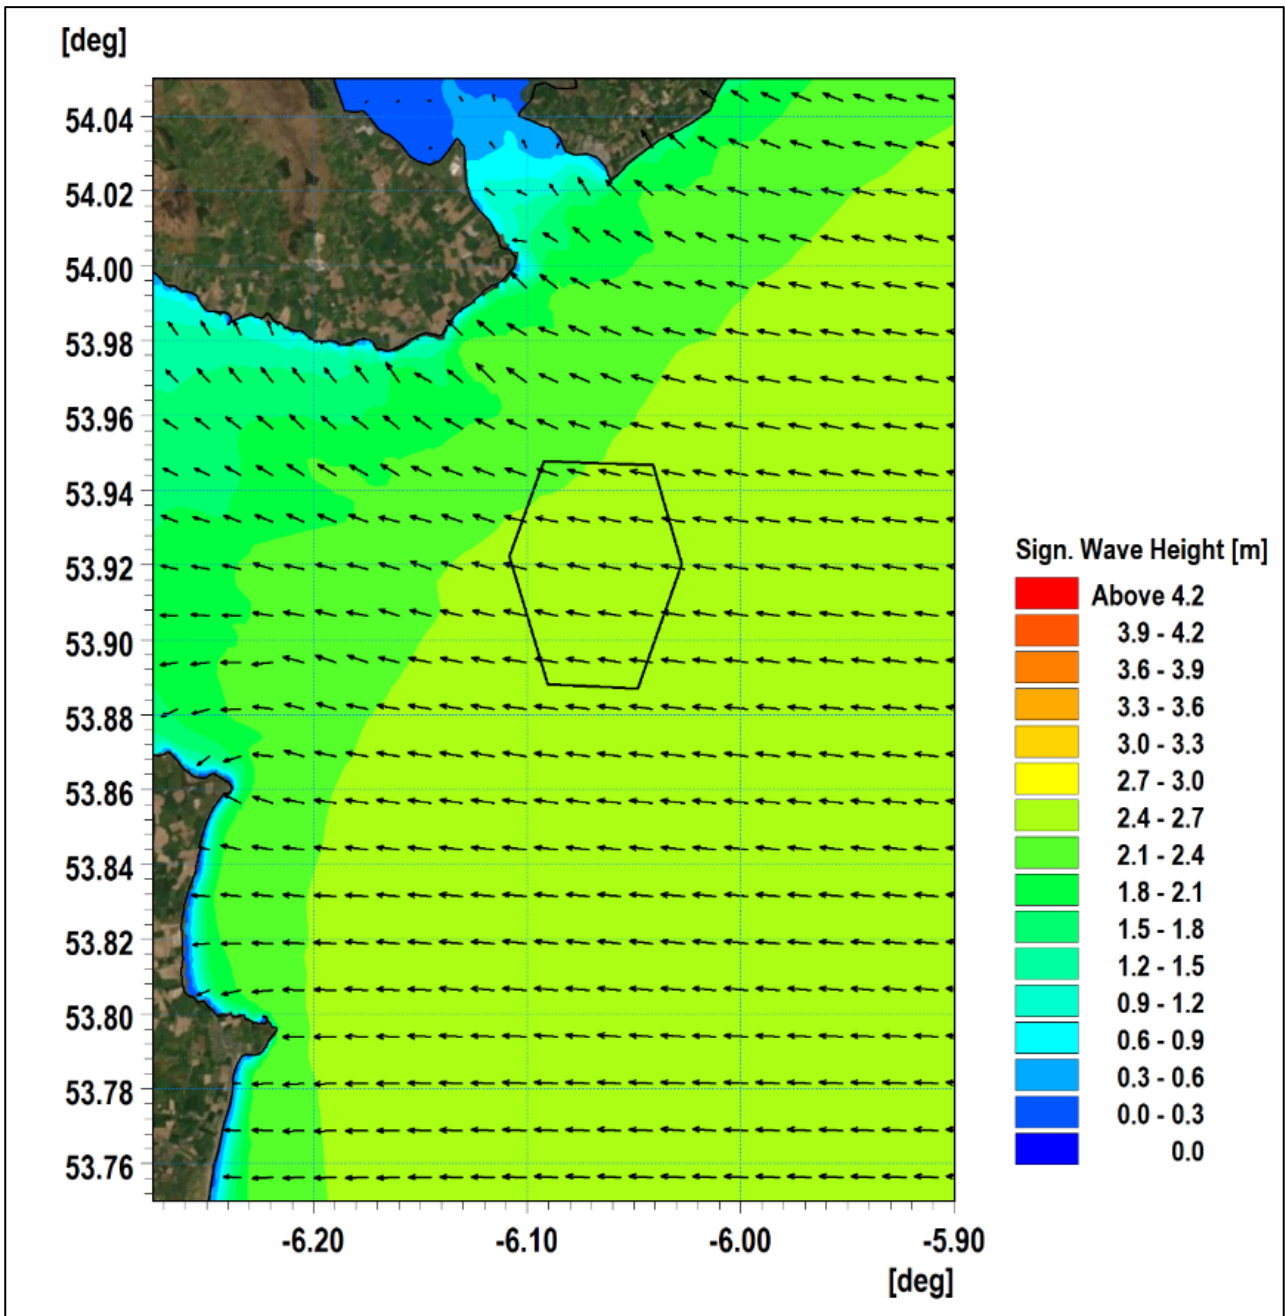 [deg]
54.04
54.02
54.00
53.98
53.96
53.94
53.92
53.90
53.88
53.86
53.84
53.82
53.80
53.78
53.76
-6.20 -6.10 -6.00 -5.90
[deg]
Sign. Wave Height [m]
Above 4.2
3.9 - 4.2
3.6 - 3.9
3.3 - 3.6
3.0 - 3.3
2.7 - 3.0
2.4 - 2.7
2.1 - 2.4
1.8 - 2.1
1.5 - 1.8
1.2 - 1.5
0.9 - 1.2
0.6 - 0.9
0.3 - 0.6
0.0 - 0.3
0.0